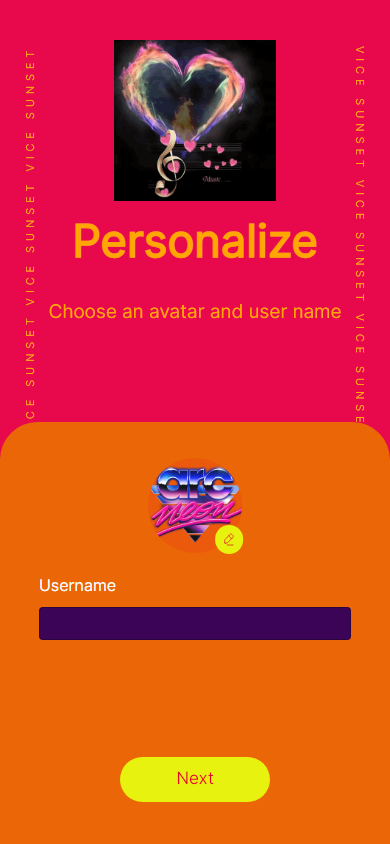 VICE SUNSET VICE SUNSET VICE SUNSET
VICE SUNSET VICE SUNSET VICE SUNSE
Music
Personalize
Choose an avatar and user name
arc
neon
Username
Next